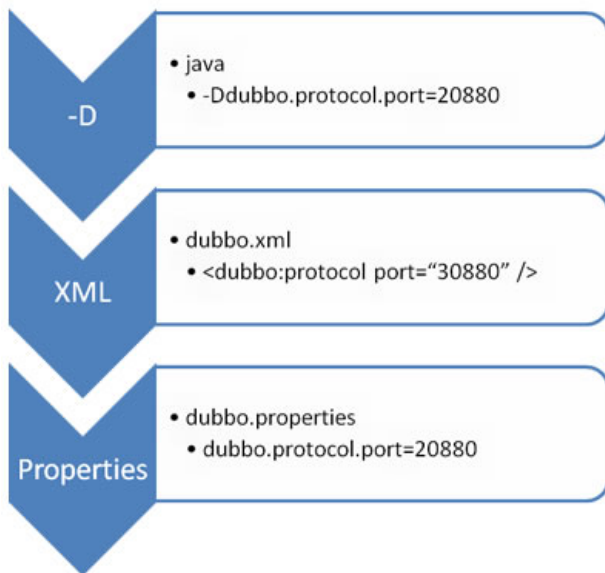 -D
• java
• -Ddubbo.protocol.port=20880
XML
• dubbo.xml
• <dubbo:protocol port=“30880” />
Properties
• dubbo.properties
• dubbo.protocol.port=20880